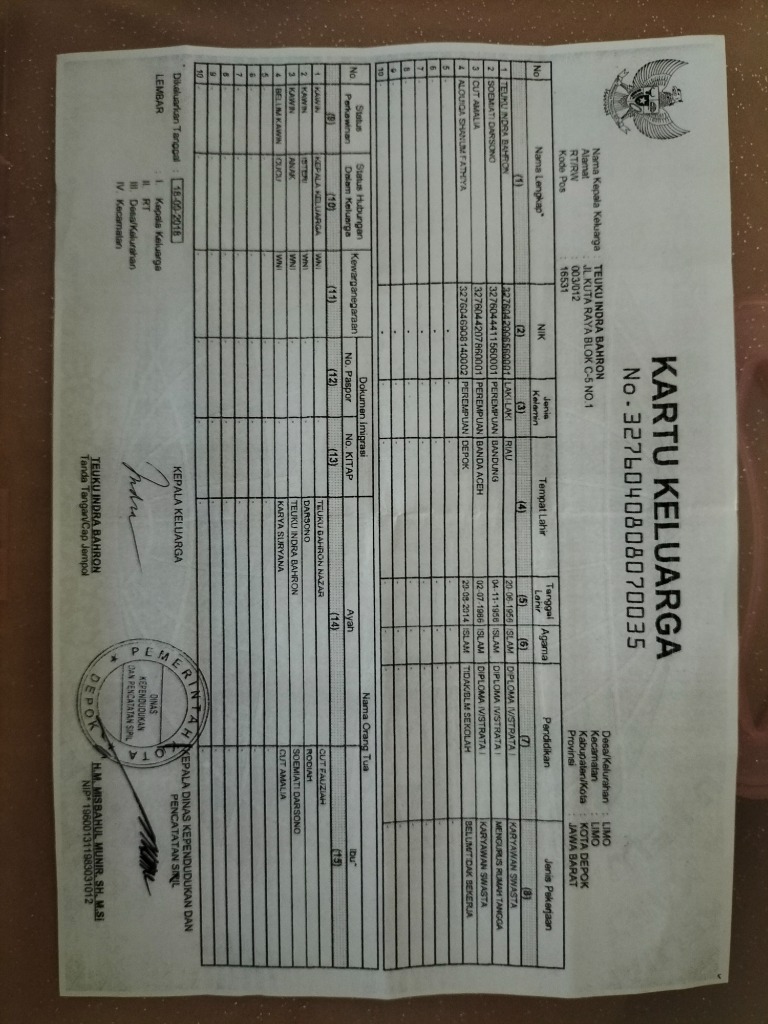 KARTU KELUARGA
No. 3276040808070035
Nama Kepala Keluarga : TEUKU INDRA BAHRON
Alamat : JL. KUTA RAYA BLOK C-5 NO.1
RT/RW : 003/012
Kode Pos : 16531
Desa/Kelurahan : LIMO
Kecamatan : LIMO
Kabupaten/Kota : KOTA DEPOK
Provinsi : JAWA BARAT
No Nama Lengkap* NIK Jenis Kelamin Tempat Lahir Tanggal Lahir Agama Pendidikan Jenis Pekerjaan
(1) (2) (3) (4) (5) (6) (7) (8)
1 TEUKU INDRA BAHRON 3276042006560001 LAKI-LAKI RIAU 20-06-1956 ISLAM DIPLOMA IV/STRATA I KARYAWAN SWASTA
2 SOEMIATI DARSONO 3276044411560001 PEREMPUAN BANDUNG 04-11-1956 ISLAM DIPLOMA IV/STRATA I MENGURUS RUMAH TANGGA
3 CUT AMALIA 3276044207860001 PEREMPUAN BANDA ACEH 02-07-1986 ISLAM DIPLOMA IV/STRATA I KARYAWAN SWASTA
4 SHANUM FATHIYA 3276046908140002 PEREMPUAN DEPOK 29-08-2014 ISLAM TIDAK/BLM SEKOLAH BELUM/TIDAK BEKERJA
5
6
7
8
9
10
No Status Perkawinan Status Hubungan Dalam Keluarga Kewarganegaraan Dokumen Imigrasi Nama Orang Tua
No. Paspor No. KITAP Ayah Ibu*
(9) (10) (11) (12) (13) (14) (15)
1 KAWIN KEPALA KELUARGA WNI TEUKU BAHRON NAZAR CUT FAUZIAH
2 KAWIN ISTERI WNI DARSONO RODIAH
3 KAWIN ANAK WNI TEUKU INDRA BAHRON SOEMIATI DARSONO
4 BELUM KAWIN CUCU WNI KARYA SURYANA CUT AMALIA
5
6
7
8
9
10
Dikeluarkan Tanggal :
LEMBAR : I. Kepala Keluarga
II. RT
III. Desa/Kelurahan
IV. Kecamatan
KEPALA KELUARGA
Indra
TEUKU INDRA BAHRON
Tanda Tangan/Cap Jempol
KEPALA DINAS KEPENDUDUKAN DAN
PENCATATAN SIPIL
PEMERINTAH KOTA
DINAS
KEPENDUDUKAN
DAN PENCATATAN SIPIL
DEPOK
H.M. MISBAHUL MUNIR, SH, M.Si
NIP* 196001311983031012